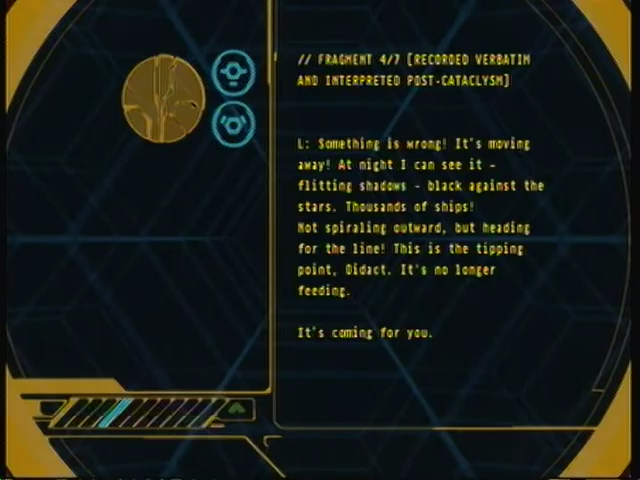 // FRAGMENT 4/7 [RECORDED VERBATIM
AND INTERPRETED POST-CATACLYSM]
L: Something is wrong! It's moving
away! At night I can see it -
flitting shadows - black against the
stars. Thousands of ships!
Not spiraling outward, but heading
for the line! This is the tipping
point, Didact. It's no longer
feeding.
It's coming for you.